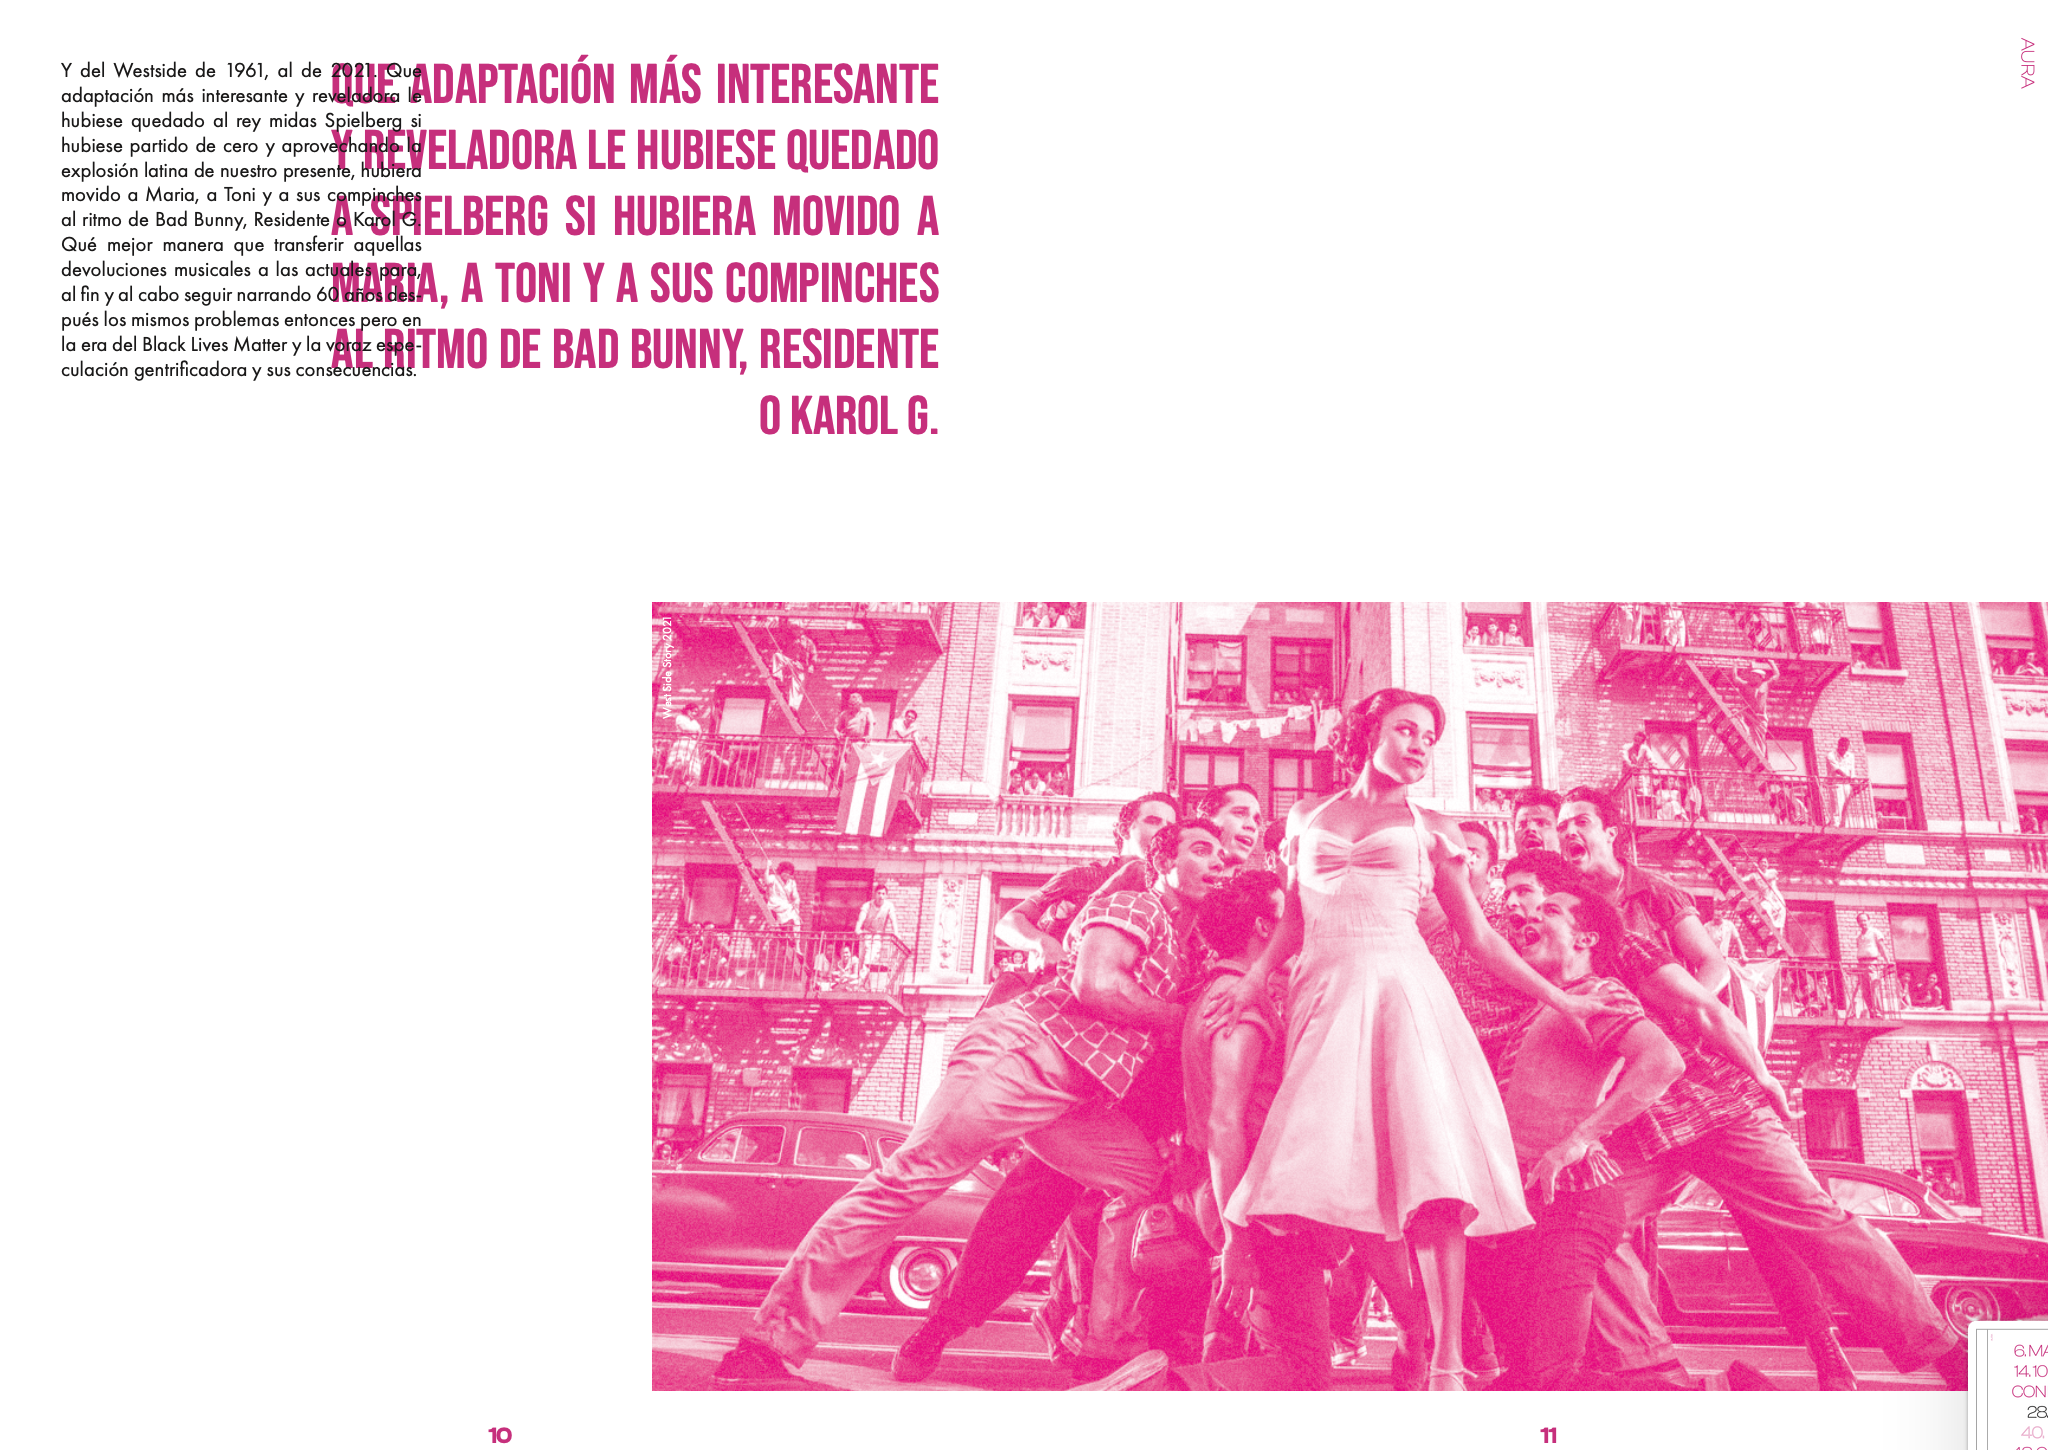 Y del Westside de 1961, al de 2021. Que
adaptación más interesante y reveladora le
hubiese quedado al rey midas Spielberg si
hubiese partido de cero y aprovechando la
explosión latina de nuestro presente, hubiera
movido a Maria, a Toni y a sus compinches
al ritmo de Bad Bunny, Residente o Karol G.
Qué mejor manera que transferir aquellas
devoluciones musicales a las actuales para,
al fin y al cabo seguir narrando 60 años des-
pués los mismos problemas entonces pero en
la era del Black Lives Matter y la voraz espe-
culación gentrificadora y sus consecuencias.
QUE ADAPTACIÓN MÁS INTERESANTE
Y REVELADORA LE HUBIESE QUEDADO
A SPIELBERG SI HUBIERA MOVIDO A
MARIA, A TONI Y A SUS COMPINCHES
AL RITMO DE BAD BUNNY, RESIDENTE
O KAROL G.
AURA
West Side Story 2021
10
11
6.MA
14.10
CON
28.
40.